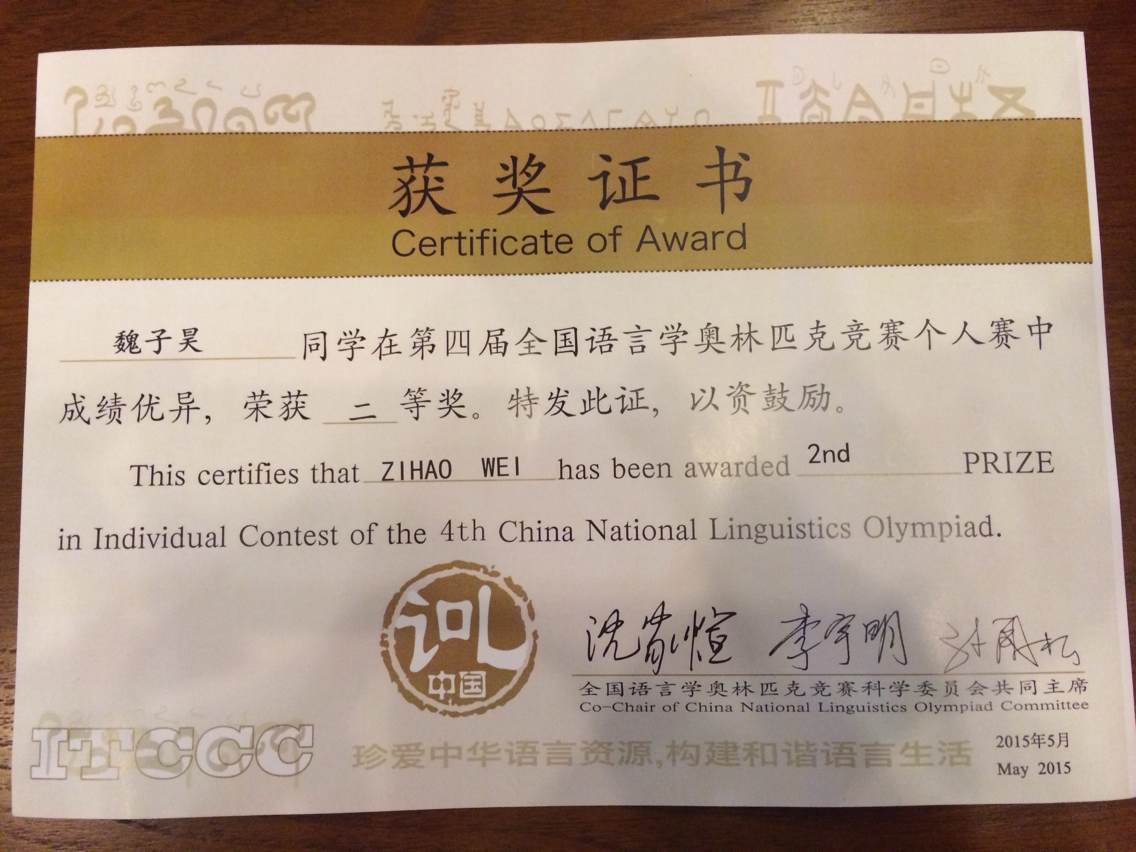 获奖证书
Certificate of Award
魏子昊 同学在第四届全国语言学奥林匹克竞赛个人赛中
成绩优异，荣获 二 等奖。特发此证，以资鼓励。
This certifies that ZIHAO WEI has been awarded 2nd PRIZE
in Individual Contest of the 4th China National Linguistics Olympiad.
中国
李宇明
全国语言学奥林匹克竞赛科学委员会共同主席
Co-Chair of China National Linguistics Olympiad Committee
ITCCC
珍爱中华语言资源,构建和谐语言生活
2015年5月
May 2015